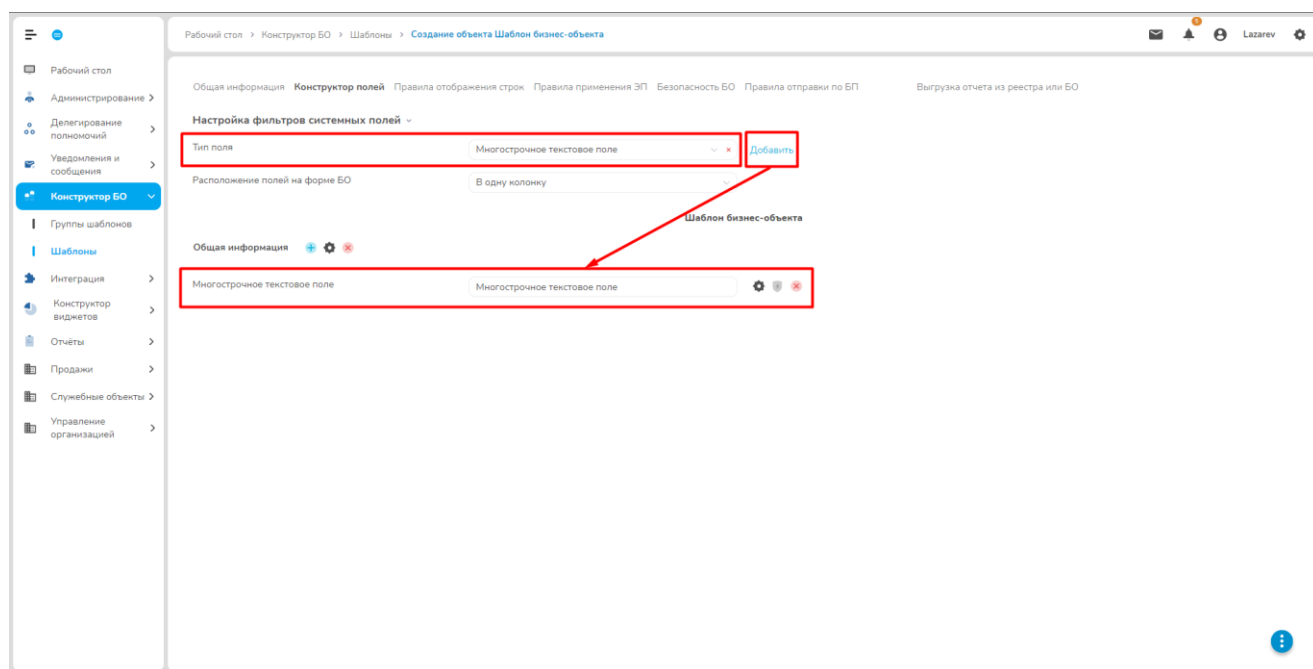 Рабочий стол > Конструктор БО > Шаблоны > Создание объекта Шаблон бизнес-объекта
Lazarev
Рабочий стол
Администрирование
Делегирование
полномочий
Уведомления и
сообщения
Конструктор БО
Группы шаблонов
Шаблоны
Интеграция
Конструктор
виджетов
Отчёты
Продажи
Служебные объекты
Управление
организацией
Общая информация Конструктор полей Правила отображения строк Правила применения ЭП Безопасность БО Правила отправки по БП Выгрузка отчета из реестра или БО
Настройка фильтров системных полей
Тип поля Многострочное текстовое поле Добавить
Расположение полей на форме БО В одну колонку
Шаблон бизнес-объекта
Общая информация
Многострочное текстовое поле Многострочное текстовое поле